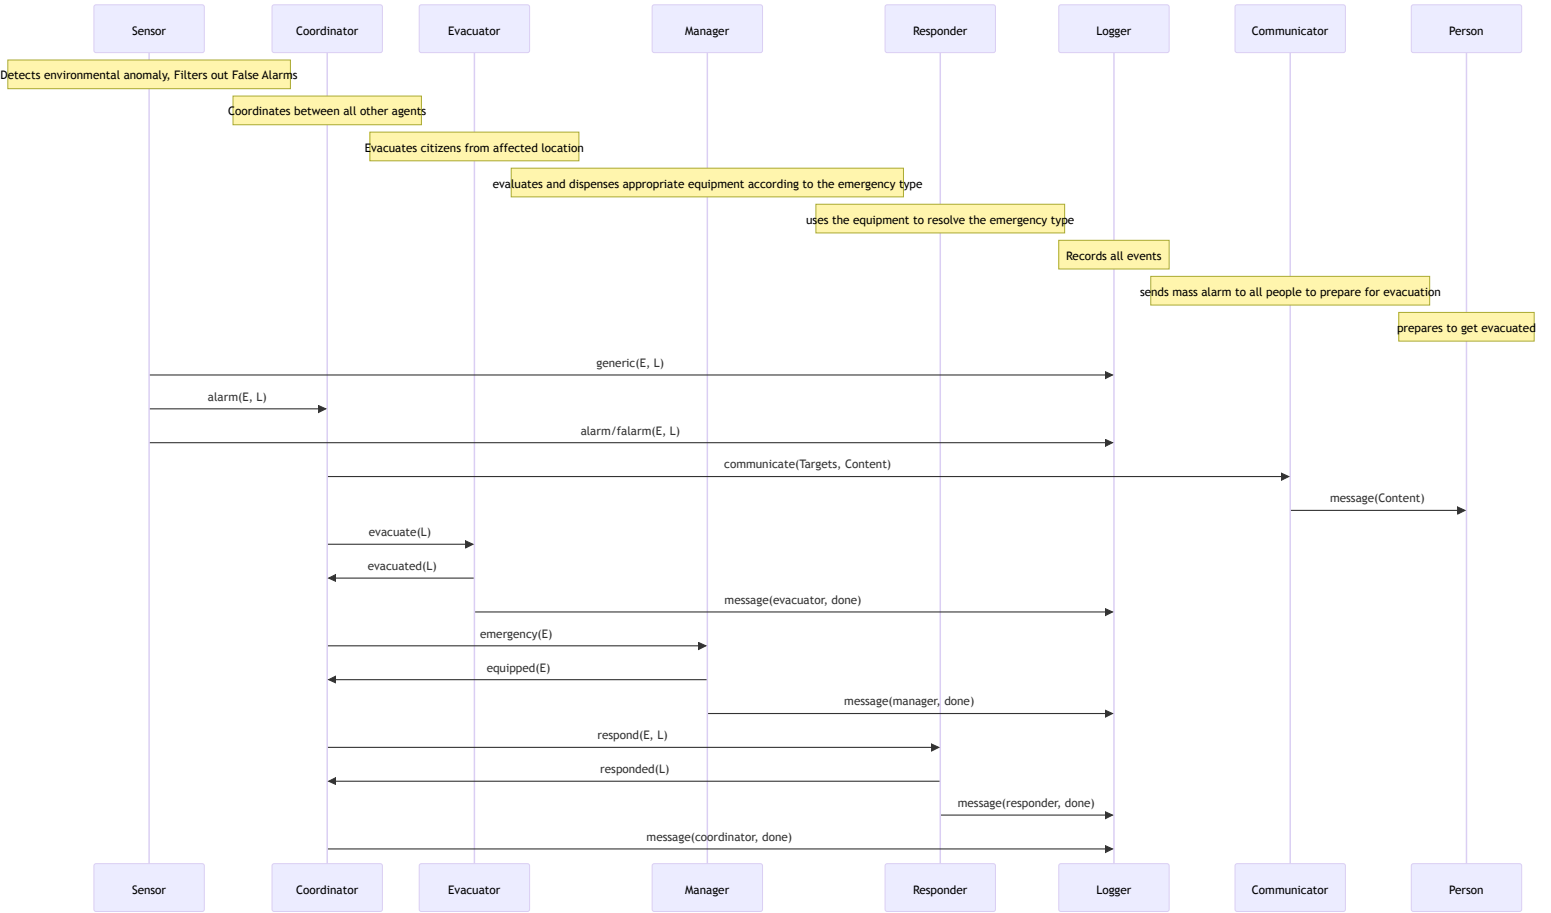 Sensor
Coordinator
Evacuator
Manager
Responder
Logger
Communicator
Person
Detects environmental anomaly, Filters out False Alarms
Coordinates between all other agents
Evacuates citizens from affected location
evaluates and dispenses appropriate equipment according to the emergency type
uses the equipment to resolve the emergency type
Records all events
sends mass alarm to all people to prepare for evacuation
prepares to get evacuated
generic(E, L)
alarm(E, L)
alarm/falarm(E, L)
communicate(Targets, Content)
message(Content)
evacuate(L)
evacuated(L)
message(evacuator, done)
emergency(E)
equipped(E)
message(manager, done)
respond(E, L)
responded(L)
message(responder, done)
message(coordinator, done)
Sensor
Coordinator
Evacuator
Manager
Responder
Logger
Communicator
Person